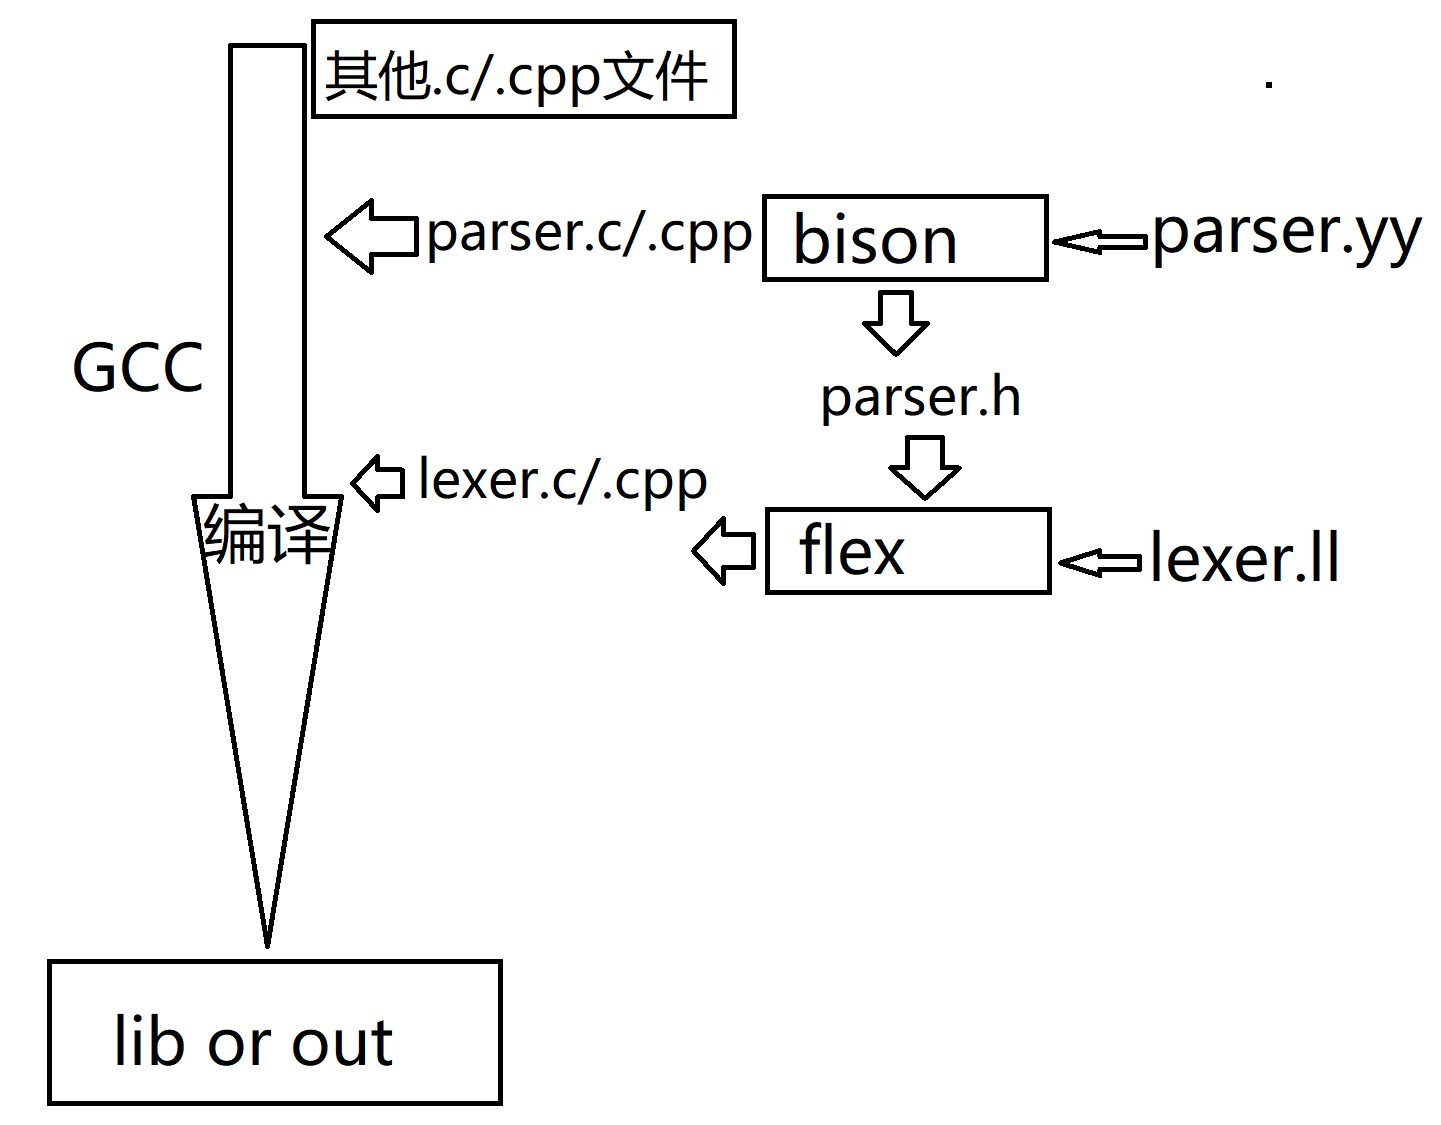 其他.c/.cpp文件
parser.c/.cpp
bison
parser.yy
GCC
parser.h
lexer.c/.cpp
编译
flex
lexer.ll
lib or out